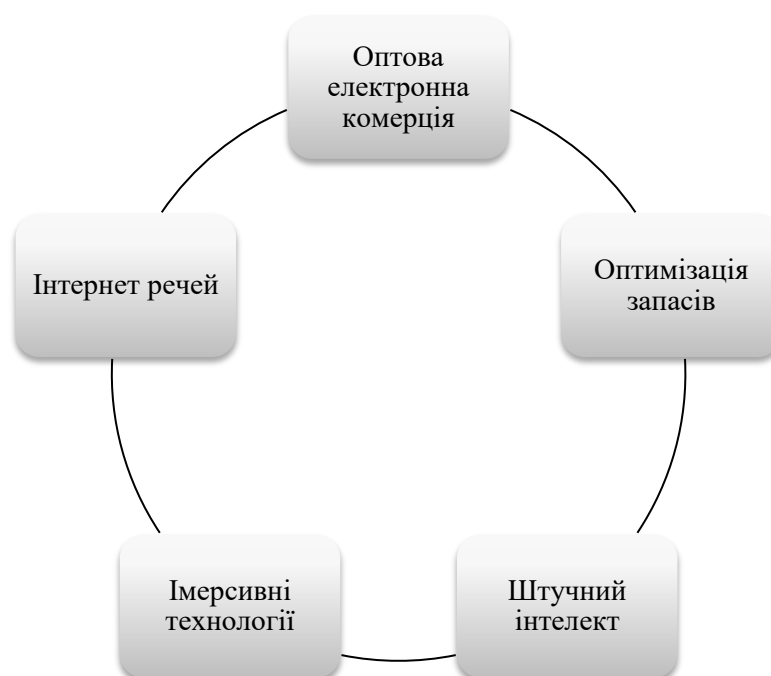 Оптова
електронна
комерція
Інтернет речей
Оптимізація
запасів
Імерсивні
технології
Штучний
інтелект